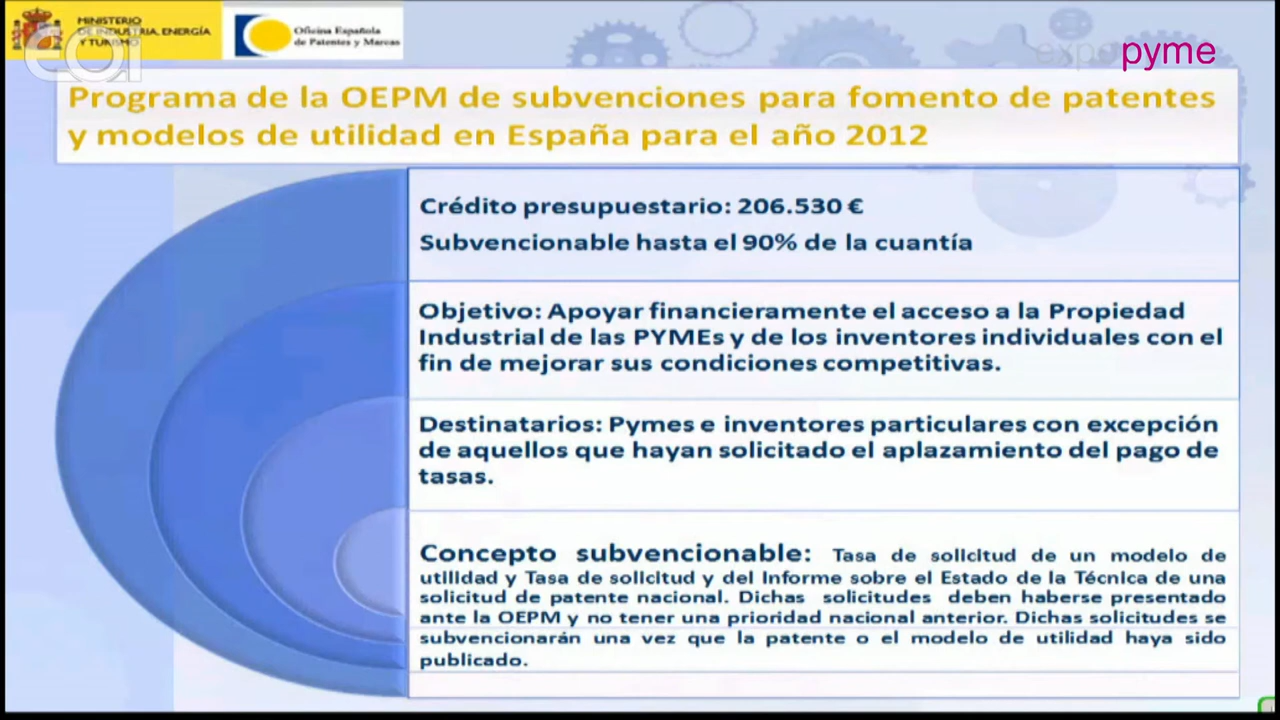 MINISTERIO
DE INDUSTRIA, ENERGÍA
Y TURISMO
eoi
Oficina Española
de Patentes y Marcas
expopyme
Programa de la OEPM de subvenciones para fomento de patentes
y modelos de utilidad en España para el año 2012
Crédito presupuestario: 206.530 €
Subvencionable hasta el 90% de la cuantía
Objetivo: Apoyar financieramente el acceso a la Propiedad
Industrial de las PYMEs y de los inventores individuales con el
fin de mejorar sus condiciones competitivas.
Destinatarios: Pymes e inventores particulares con excepción
de aquellos que hayan solicitado el aplazamiento del pago de
tasas.
Concepto subvencionable: Tasa de solicitud de un modelo de
utilidad y Tasa de solicitud y del Informe sobre el Estado de la Técnica de una
solicitud de patente nacional. Dichas solicitudes deben haberse presentado
ante la OEPM y no tener una prioridad nacional anterior. Dichas solicitudes se
subvencionarán una vez que la patente o el modelo de utilidad haya sido
publicado.